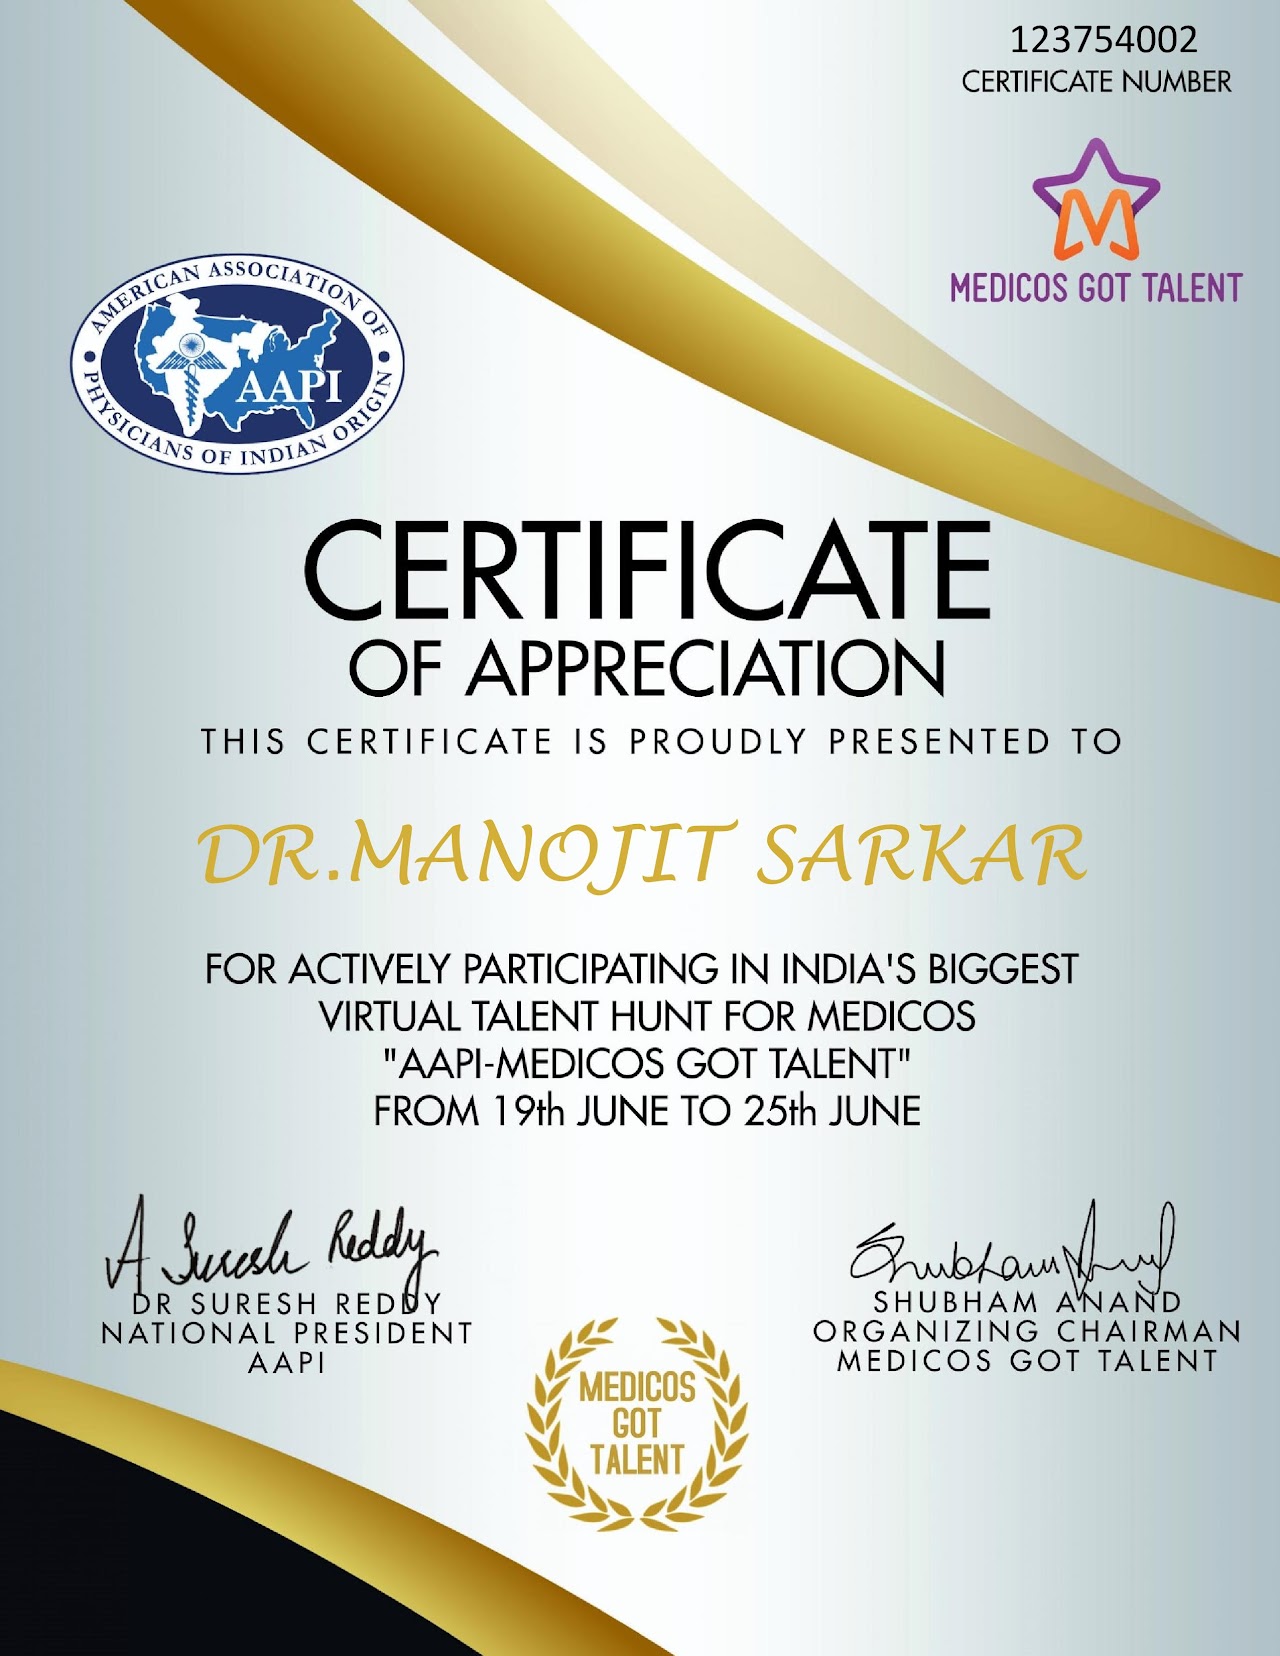 123754002
CERTIFICATE NUMBER
MEDICOS GOT TALENT
AMERICAN ASSOCIATION OF
PHYSICIANS OF INDIAN ORIGIN
AAPI
CERTIFICATE
OF APPRECIATION
THIS CERTIFICATE IS PROUDLY PRESENTED TO
DR.MANOJIT SARKAR
FOR ACTIVELY PARTICIPATING IN INDIA'S BIGGEST
VIRTUAL TALENT HUNT FOR MEDICOS
"AAPI-MEDICOS GOT TALENT"
FROM 19th JUNE TO 25th JUNE
A Suresh Reddy
DR SURESH REDDY
NATIONAL PRESIDENT
AAPI
Shubham Anand
SHUBHAM ANAND
ORGANIZING CHAIRMAN
MEDICOS GOT TALENT
MEDICOS
GOT
TALENT